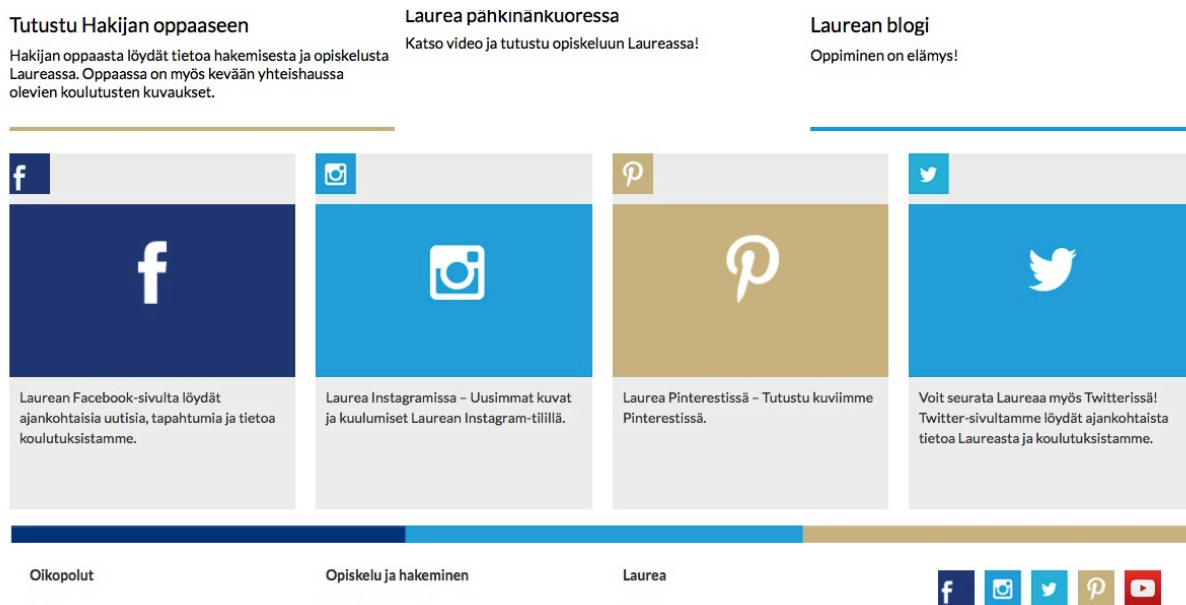 Tutustu Hakijan oppaaseen
Hakijan oppaasta löydät tietoa hakemisesta ja opiskelusta
Laureassa. Oppaassa on myös kevään yhteishaussa
olevien koulutusten kuvaukset.
Laurea pähkinänkuoressa
Katso video ja tutustu opiskeluun Laureassa!
Laurean blogi
Oppiminen on elämys!
Laurean Facebook-sivulta löydät
ajankohtaisia uutisia, tapahtumia ja tietoa
koulutuksistamme.
Laurea Instagramissa – Uusimmat kuvat
ja kuulumiset Laurean Instagram-tilillä.
Laurea Pinterestissä – Tutustu kuviimme
Pinterestissä.
Voit seurata Laureaa myös Twitterissä!
Twitter-sivultamme löydät ajankohtaista
tietoa Laureasta ja koulutuksistamme.
Oikopolut
Opiskelu ja hakeminen
Laurea